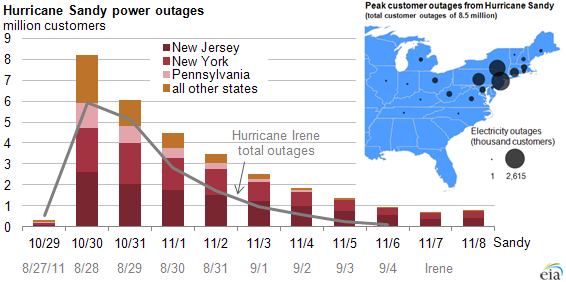 Hurricane Sandy power outages
million customers
9
8
7
6
5
4
3
2
1
0
New Jersey
New York
Pennsylvania
all other states
Hurricane Irene
total outages
10/29 10/30 10/31 11/1 11/2 11/3 11/4 11/5 11/6 11/7 11/8 Sandy
8/27/11 8/28 8/29 8/30 8/31 9/1 9/2 9/3 9/4 Irene
Peak customer outages from Hurricane Sandy
(total customer outages of 8.5 million)
Electricity outages
(thousand customers)
1 2,615
eia